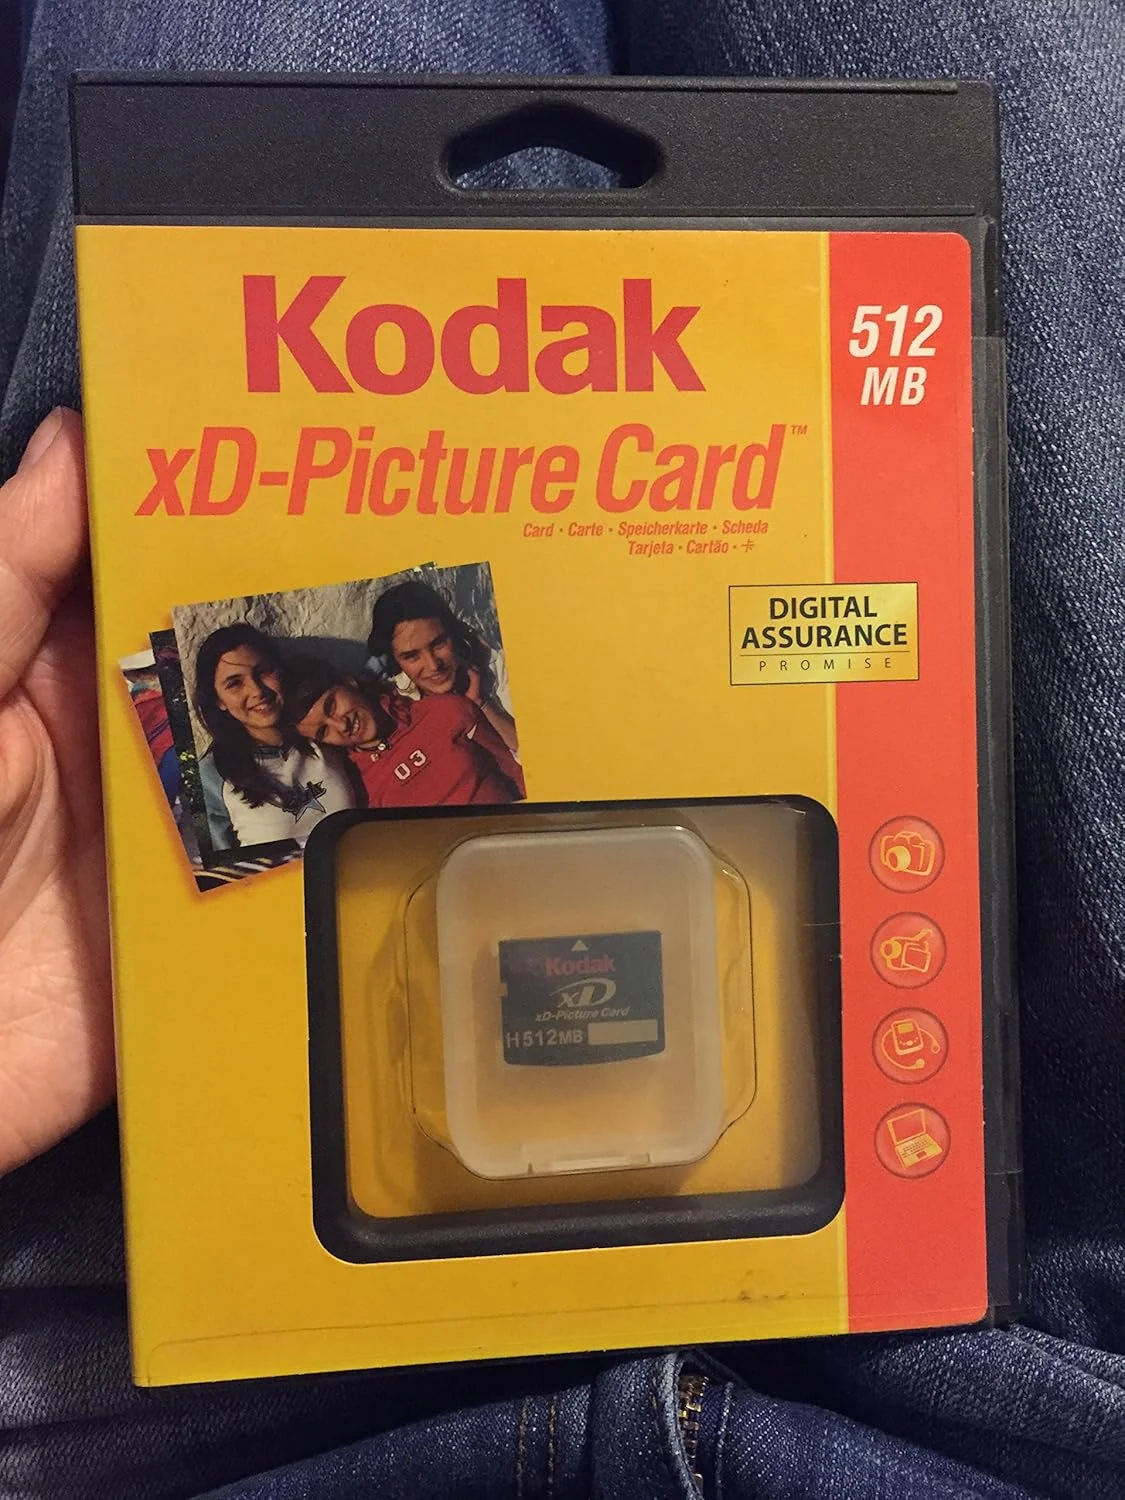 Kodak
512
MB
xD-Picture Card™
Card · Carte · Speicherkarte · Scheda
Tarjeta · Cartão · 卡
DIGITAL
ASSURANCE
PROMISE
03
Kodak
xD
xD-Picture Card
H512MB